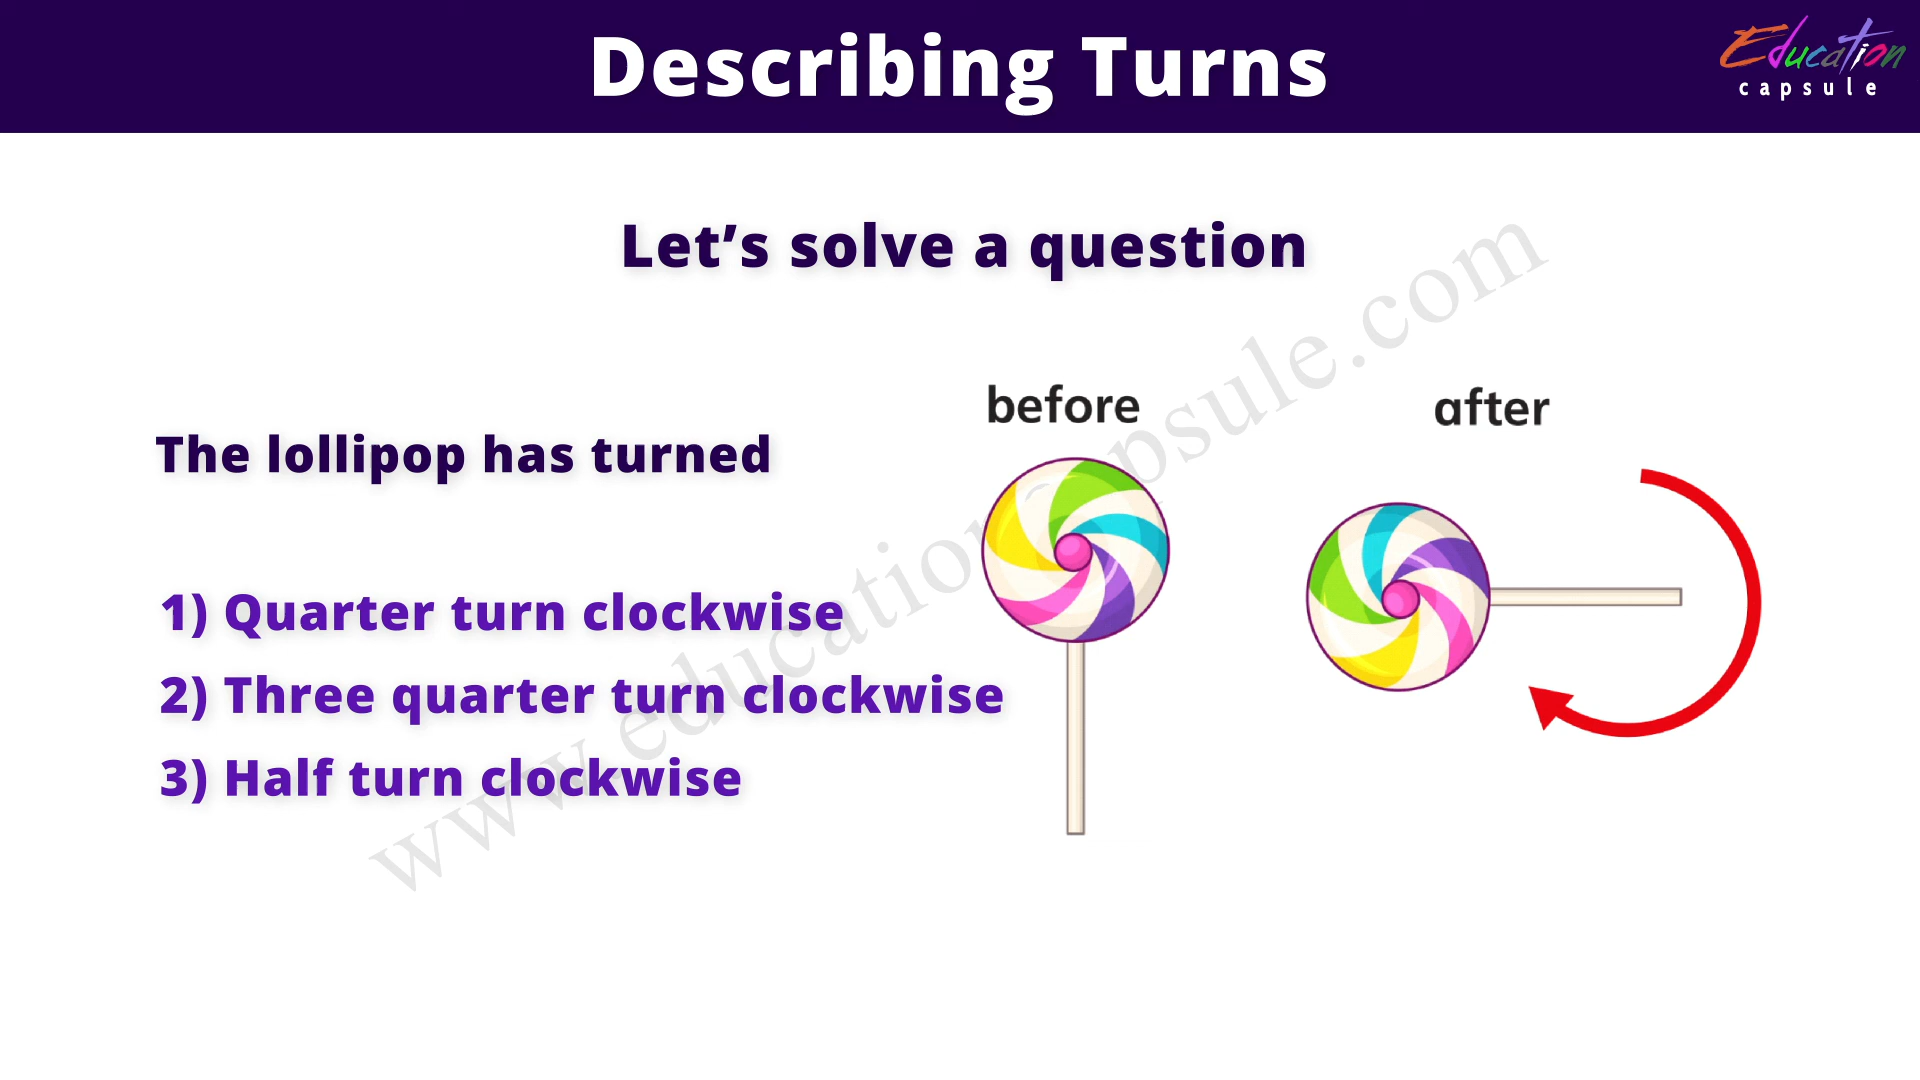 Describing Turns
Education
capsule
Let’s solve a question
before
after
The lollipop has turned
1) Quarter turn clockwise
2) Three quarter turn clockwise
3) Half turn clockwise
www.educationcapsule.com